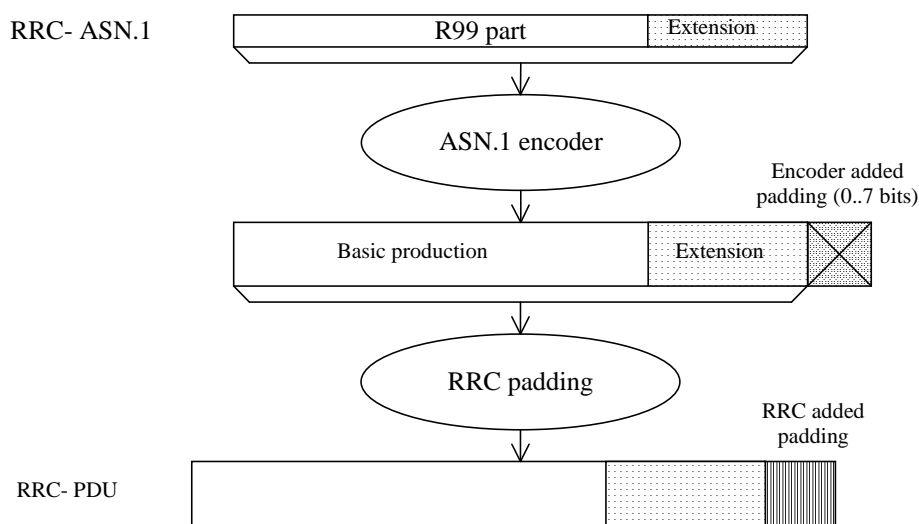 RRC- ASN.1
R99 part
Extension
ASN.1 encoder
Encoder added
padding (0..7 bits)
Basic production
Extension
RRC padding
RRC added
padding
RRC- PDU